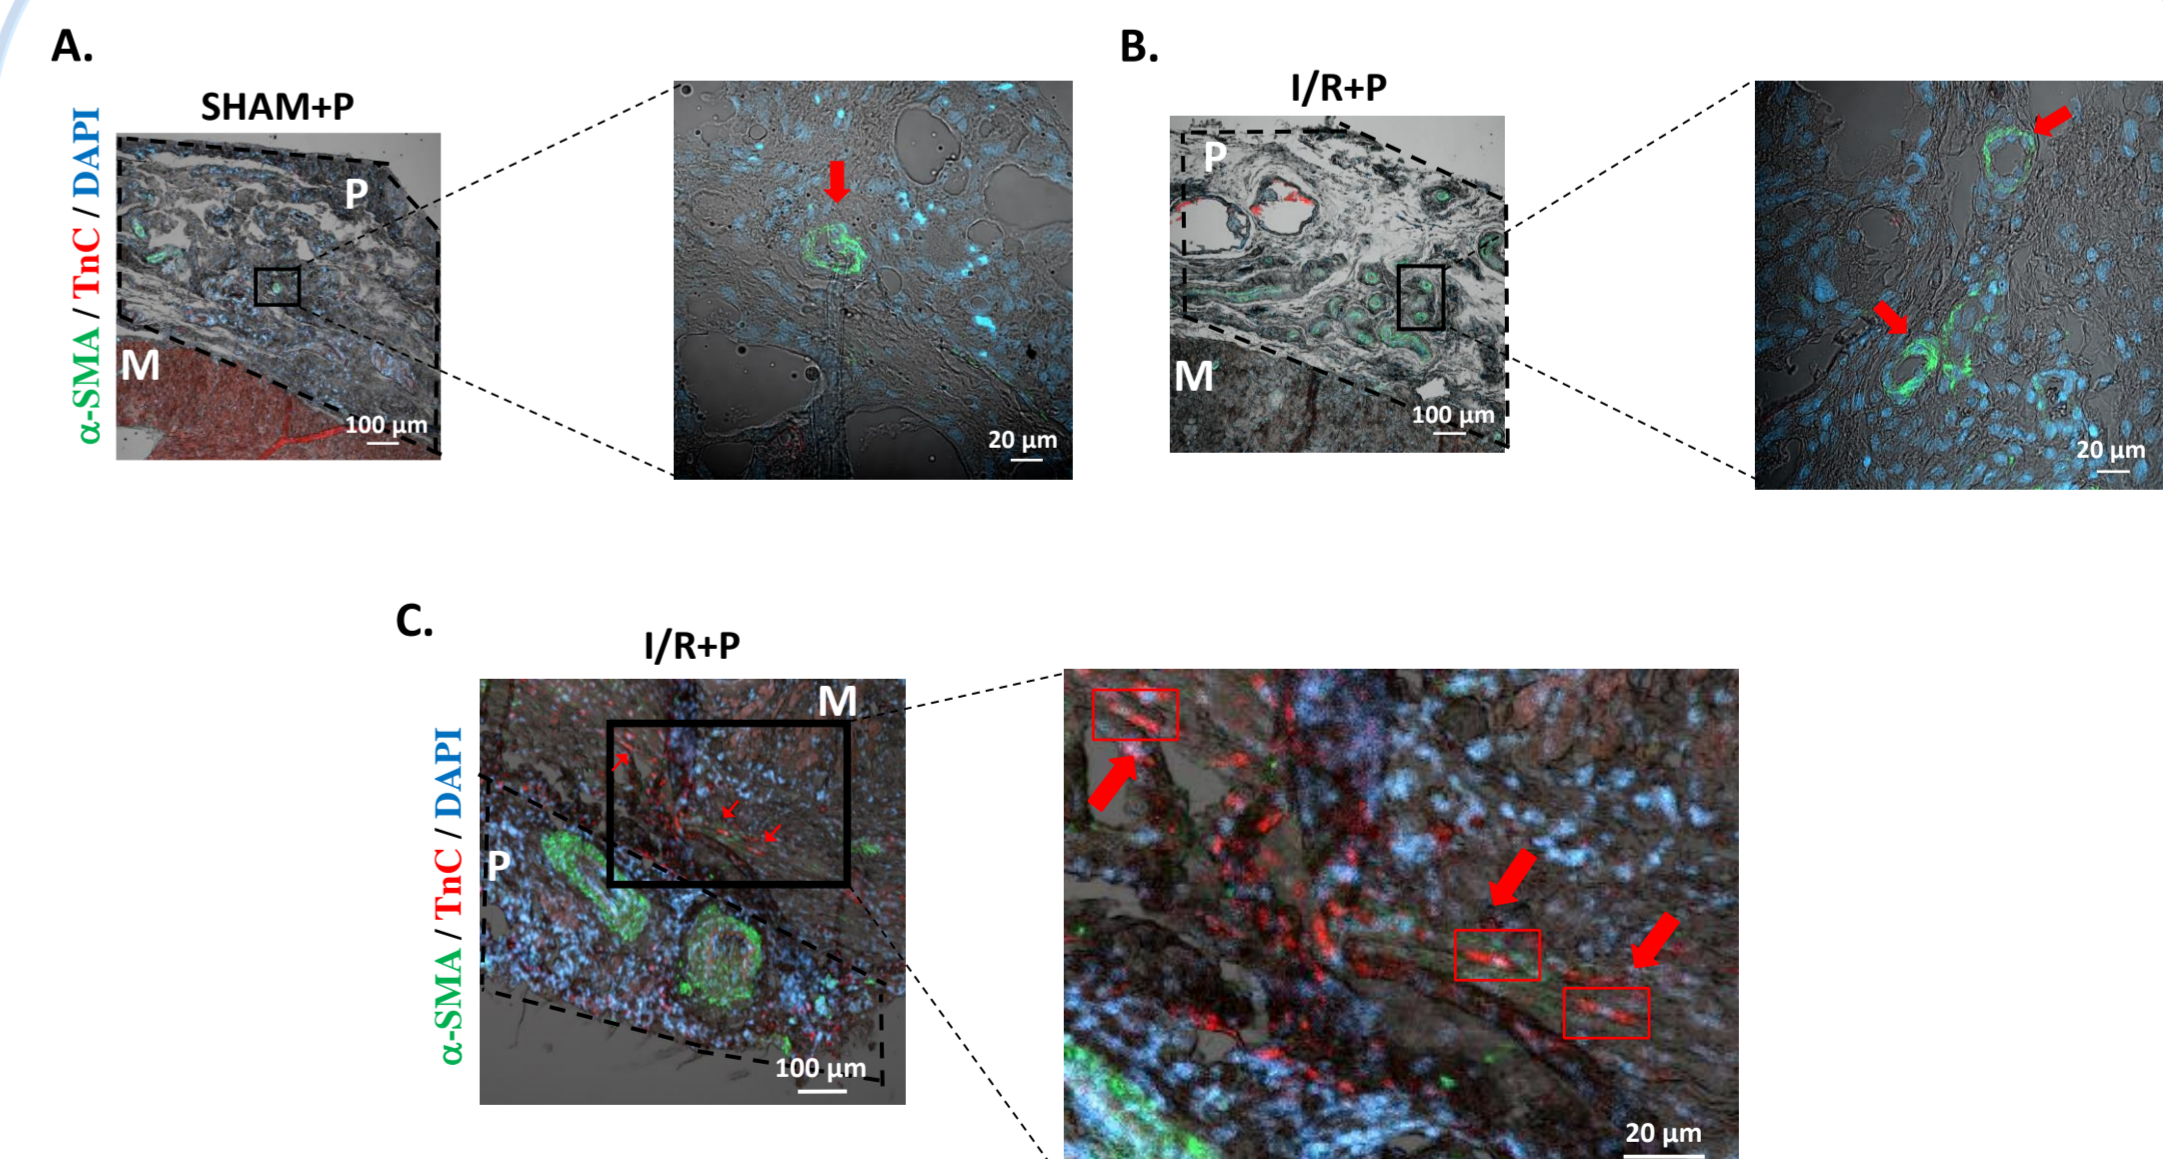 A.
SHAM+P
α-SMA / TnC / DAPI
P
M
100 µm
20 µm
B.
I/R+P
P
M
100 µm
20 µm
C.
I/R+P
α-SMA / TnC / DAPI
M
P
100 µm
20 µm